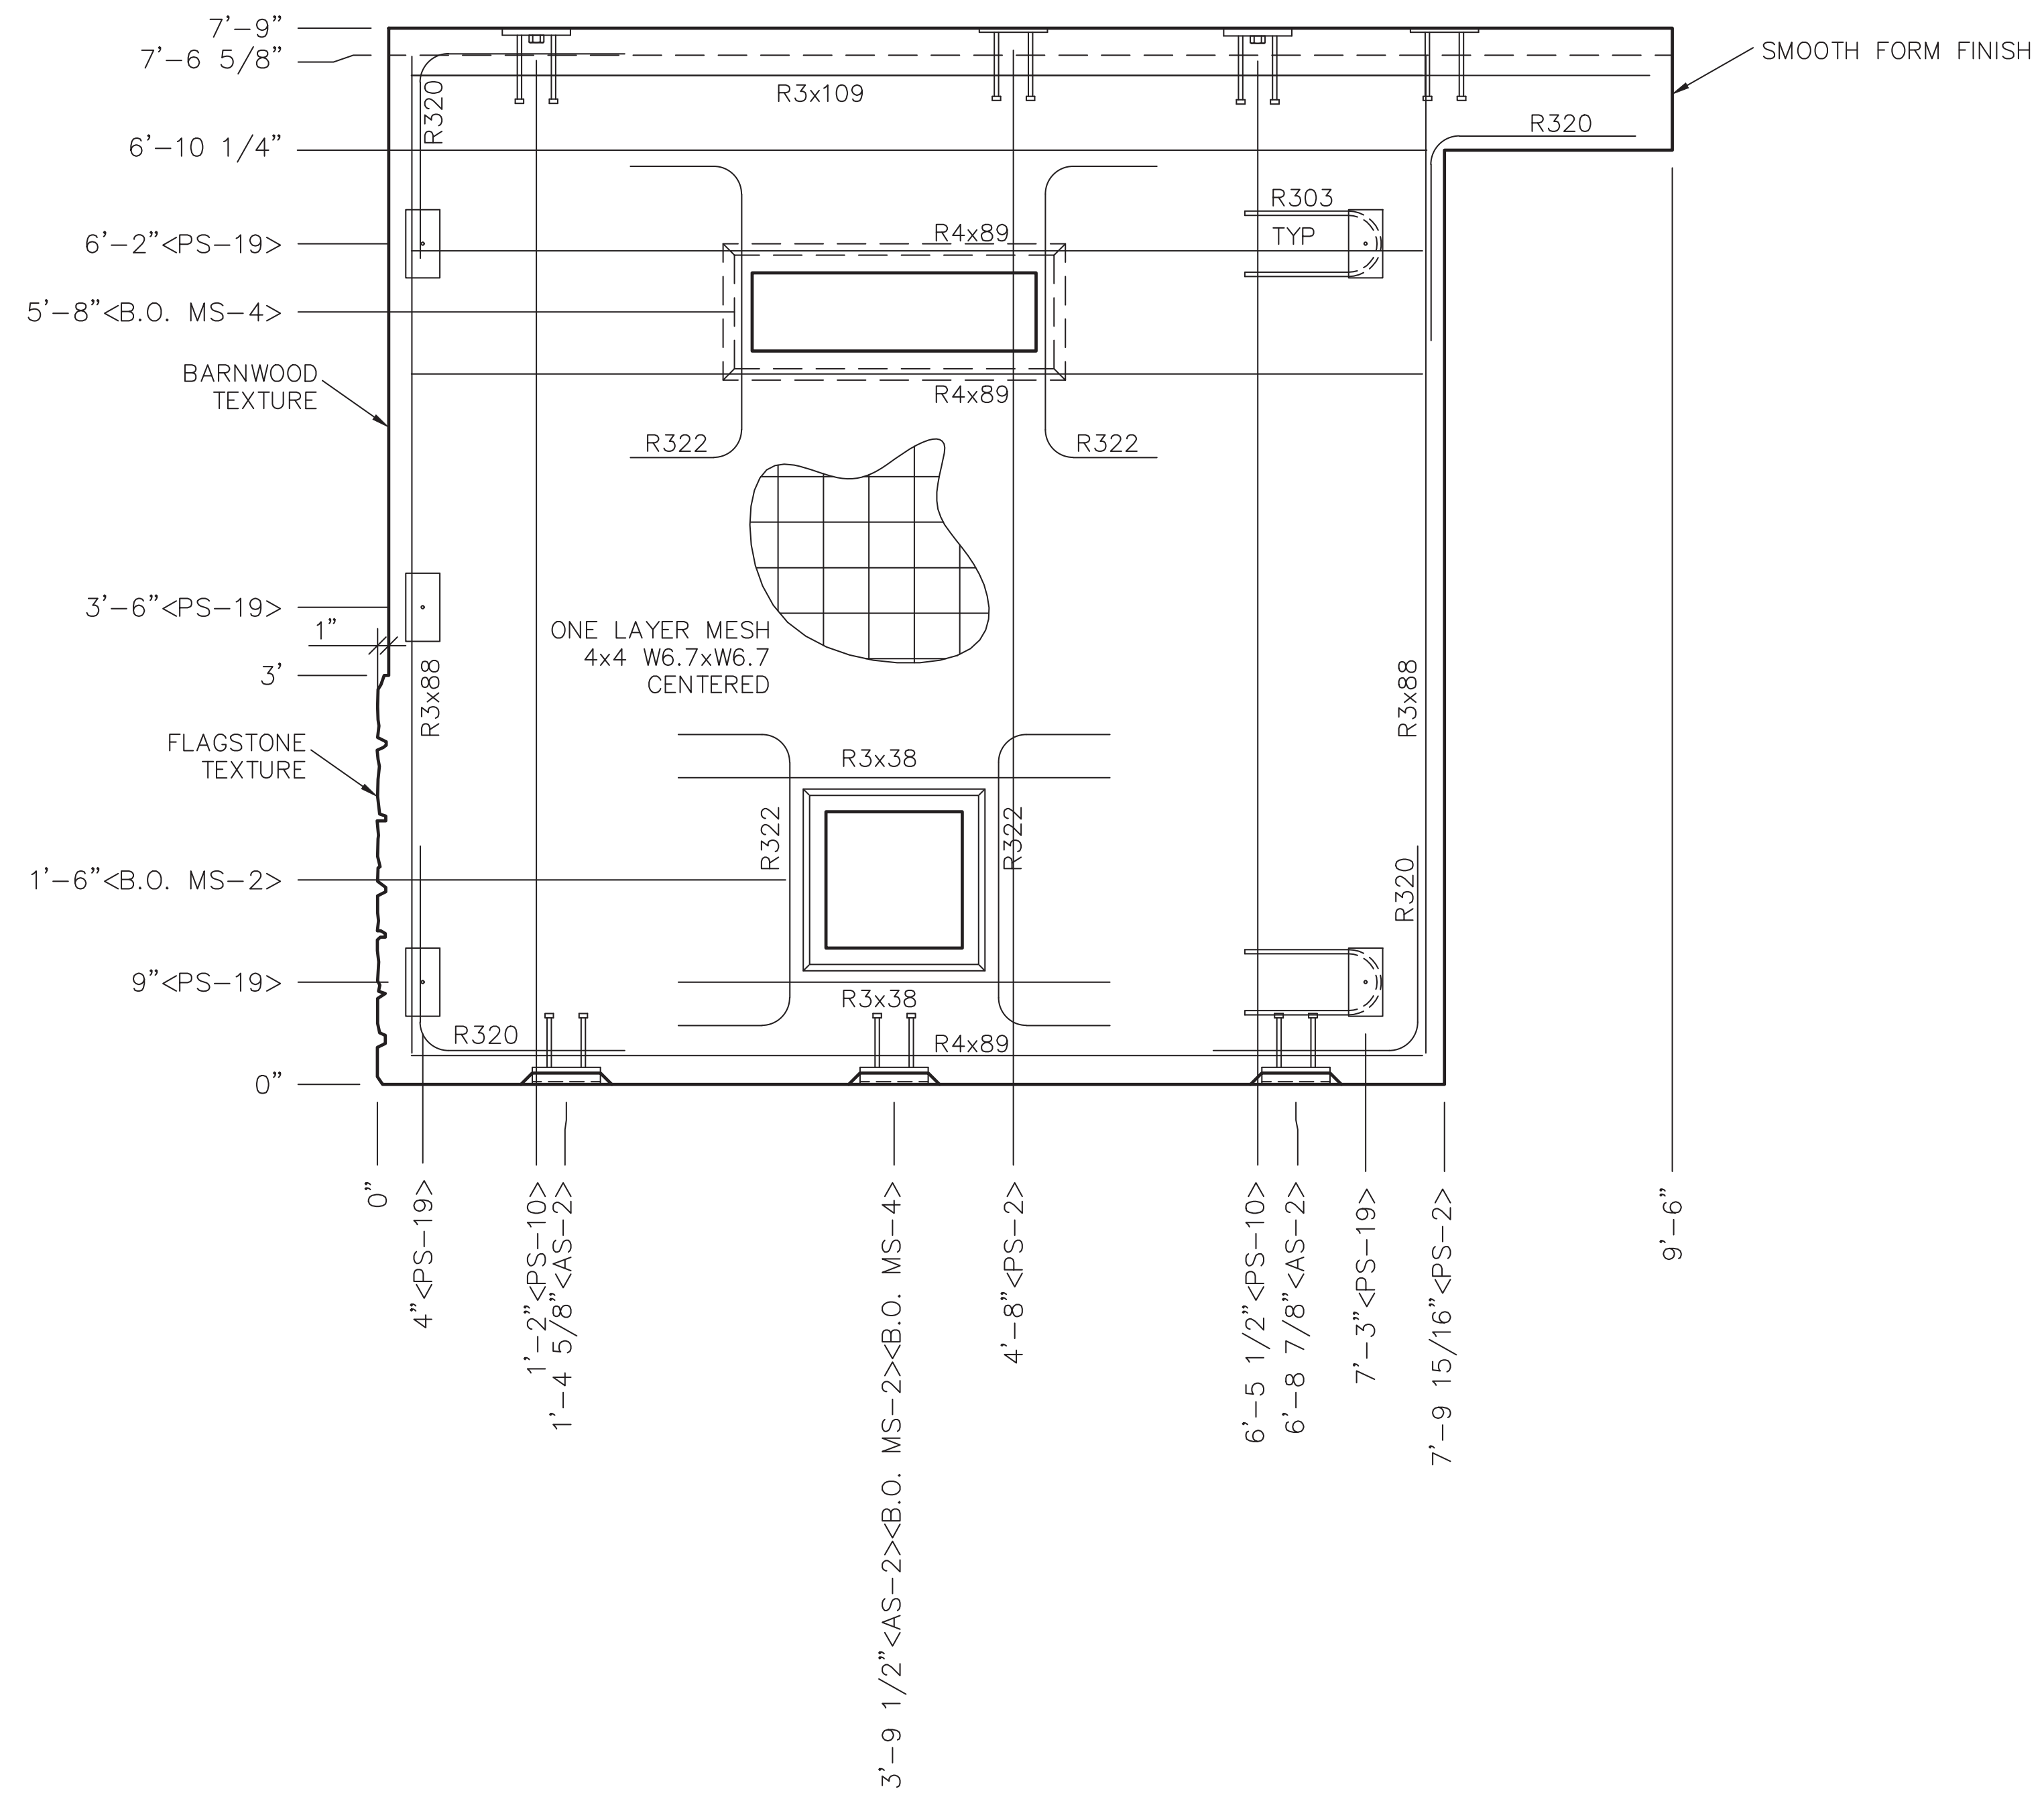 7'-9"
7'-6 5/8"
SMOOTH FORM FINISH
R3x109
R320
R320
6'-10 1/4"
R303
TYP
6'-2"<PS-19>
R4x89
5'-8"<B.O. MS-4>
BARNWOOD
TEXTURE
R4x89
R322
R322
3'-6"<PS-19>
1"
ONE LAYER MESH
4x4 W6.7xW6.7
CENTERED
3'
R3x88
R3x88
FLAGSTONE
TEXTURE
R3x38
R322
R322
1'-6"<B.O. MS-2>
R320
9"<PS-19>
R3x38
R320
R4x89
0"
0"
4"<PS-19>
1'-2"<PS-10>
1'-4 5/8"<AS-2>
3'-9 1/2"<AS-2><B.O. MS-2><B.O. MS-4>
4'-8"<PS-2>
6'-5 1/2"<PS-10>
6'-8 7/8"<AS-2>
7'-3"<PS-19>
7'-9 15/16"<PS-2>
9'-6"